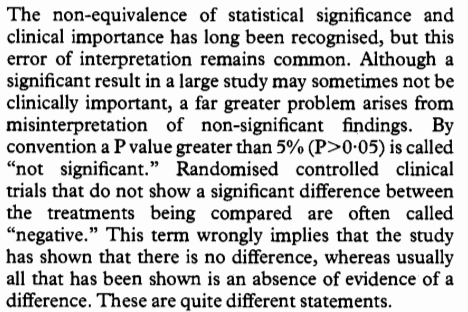 The non-equivalence of statistical significance and
clinical importance has long been recognised, but this
error of interpretation remains common. Although a
significant result in a large study may sometimes not be
clinically important, a far greater problem arises from
misinterpretation of non-significant findings. By
convention a P value greater than 5% (P>0·05) is called
“not significant.” Randomised controlled clinical
trials that do not show a significant difference between
the treatments being compared are often called
“negative.” This term wrongly implies that the study
has shown that there is no difference, whereas usually
all that has been shown is an absence of evidence of a
difference. These are quite different statements.